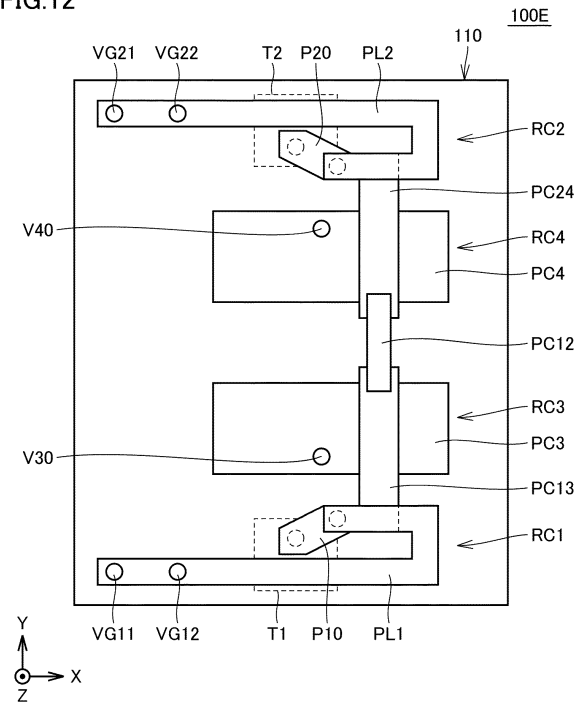 FIG.12
100E
110
VG21 VG22 T2 P20 PL2
RC2
PC24
V40
RC4
PC4
PC12
RC3
PC3
V30
PC13
RC1
VG11 VG12 T1 P10 PL1
Y
X
Z